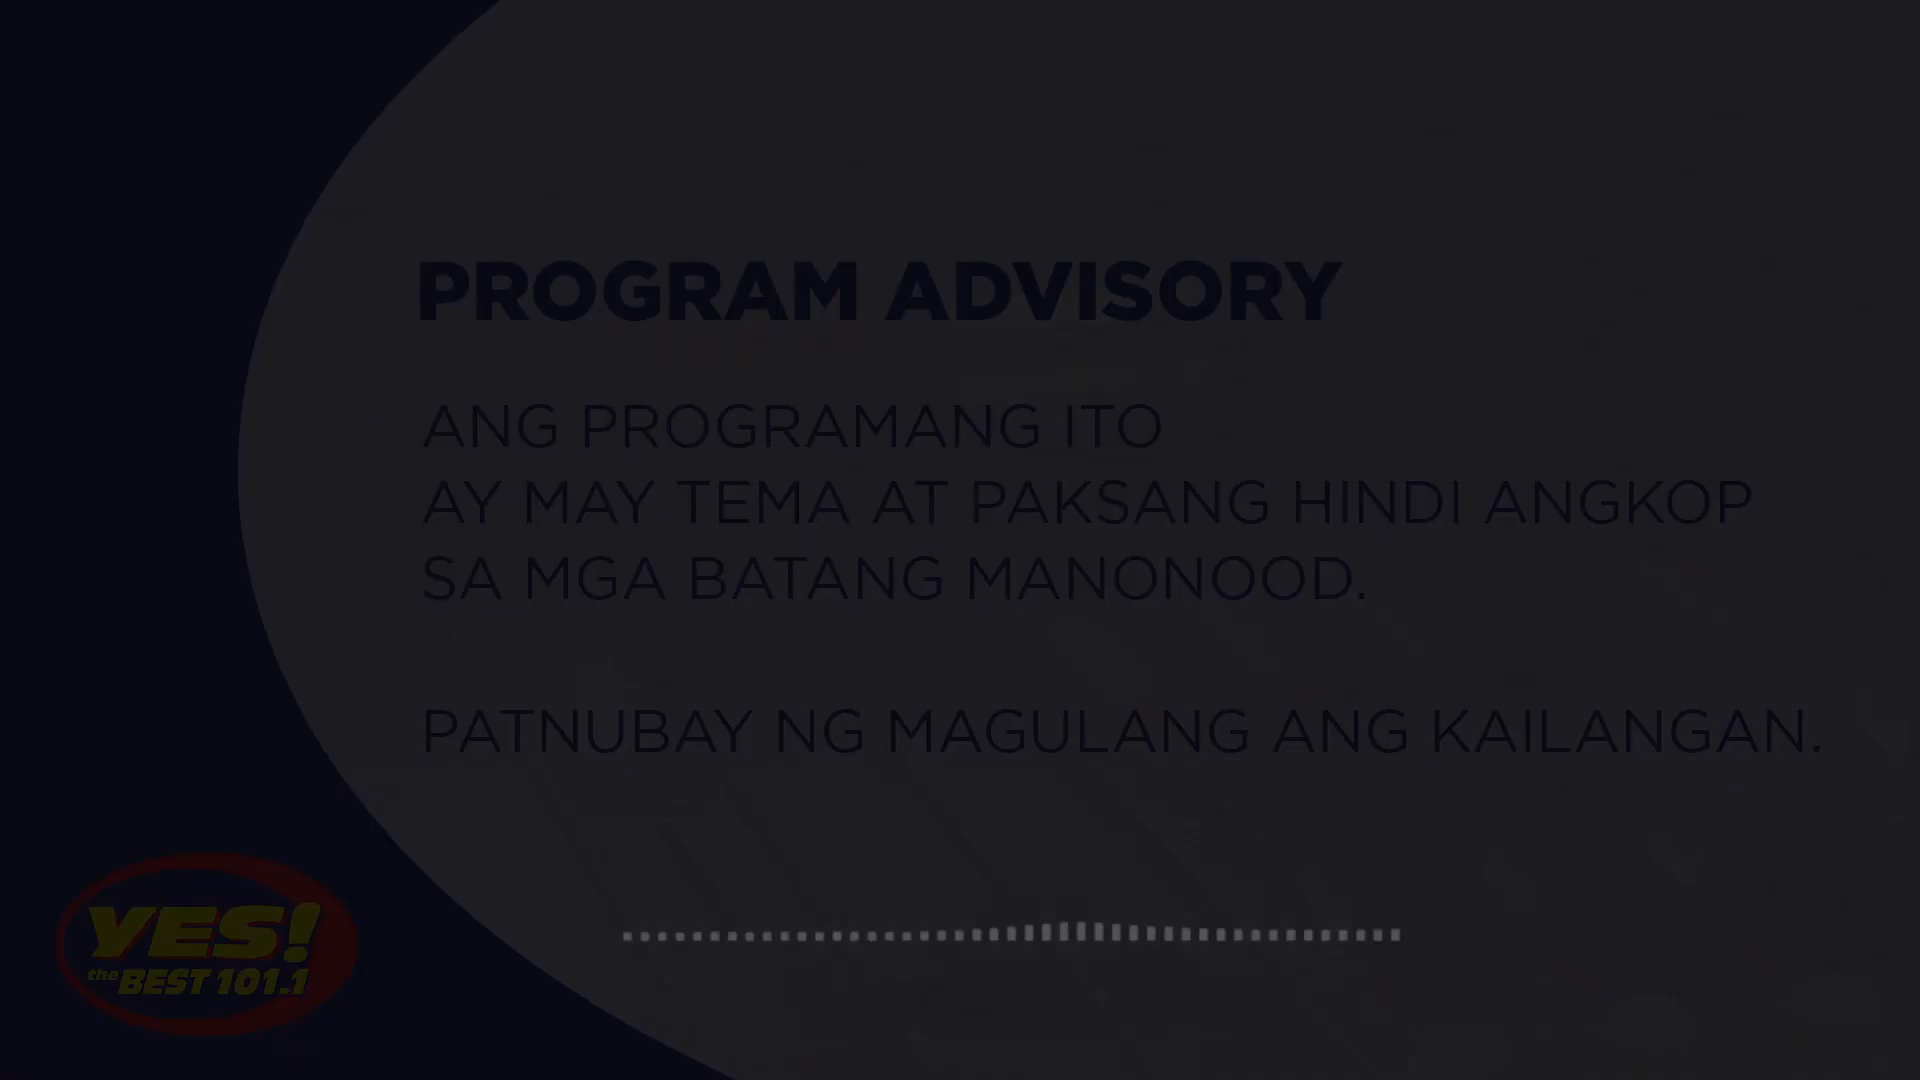 PROGRAM ADVISORY
ANG PROGRAMANG ITO
AY MAY TEMA AT PAKSANG HINDI ANGKOP
SA MGA BATANG MANONOOD.
PATNUBAY NG MAGULANG ANG KAILANGAN.
YES!
the BEST 101.1